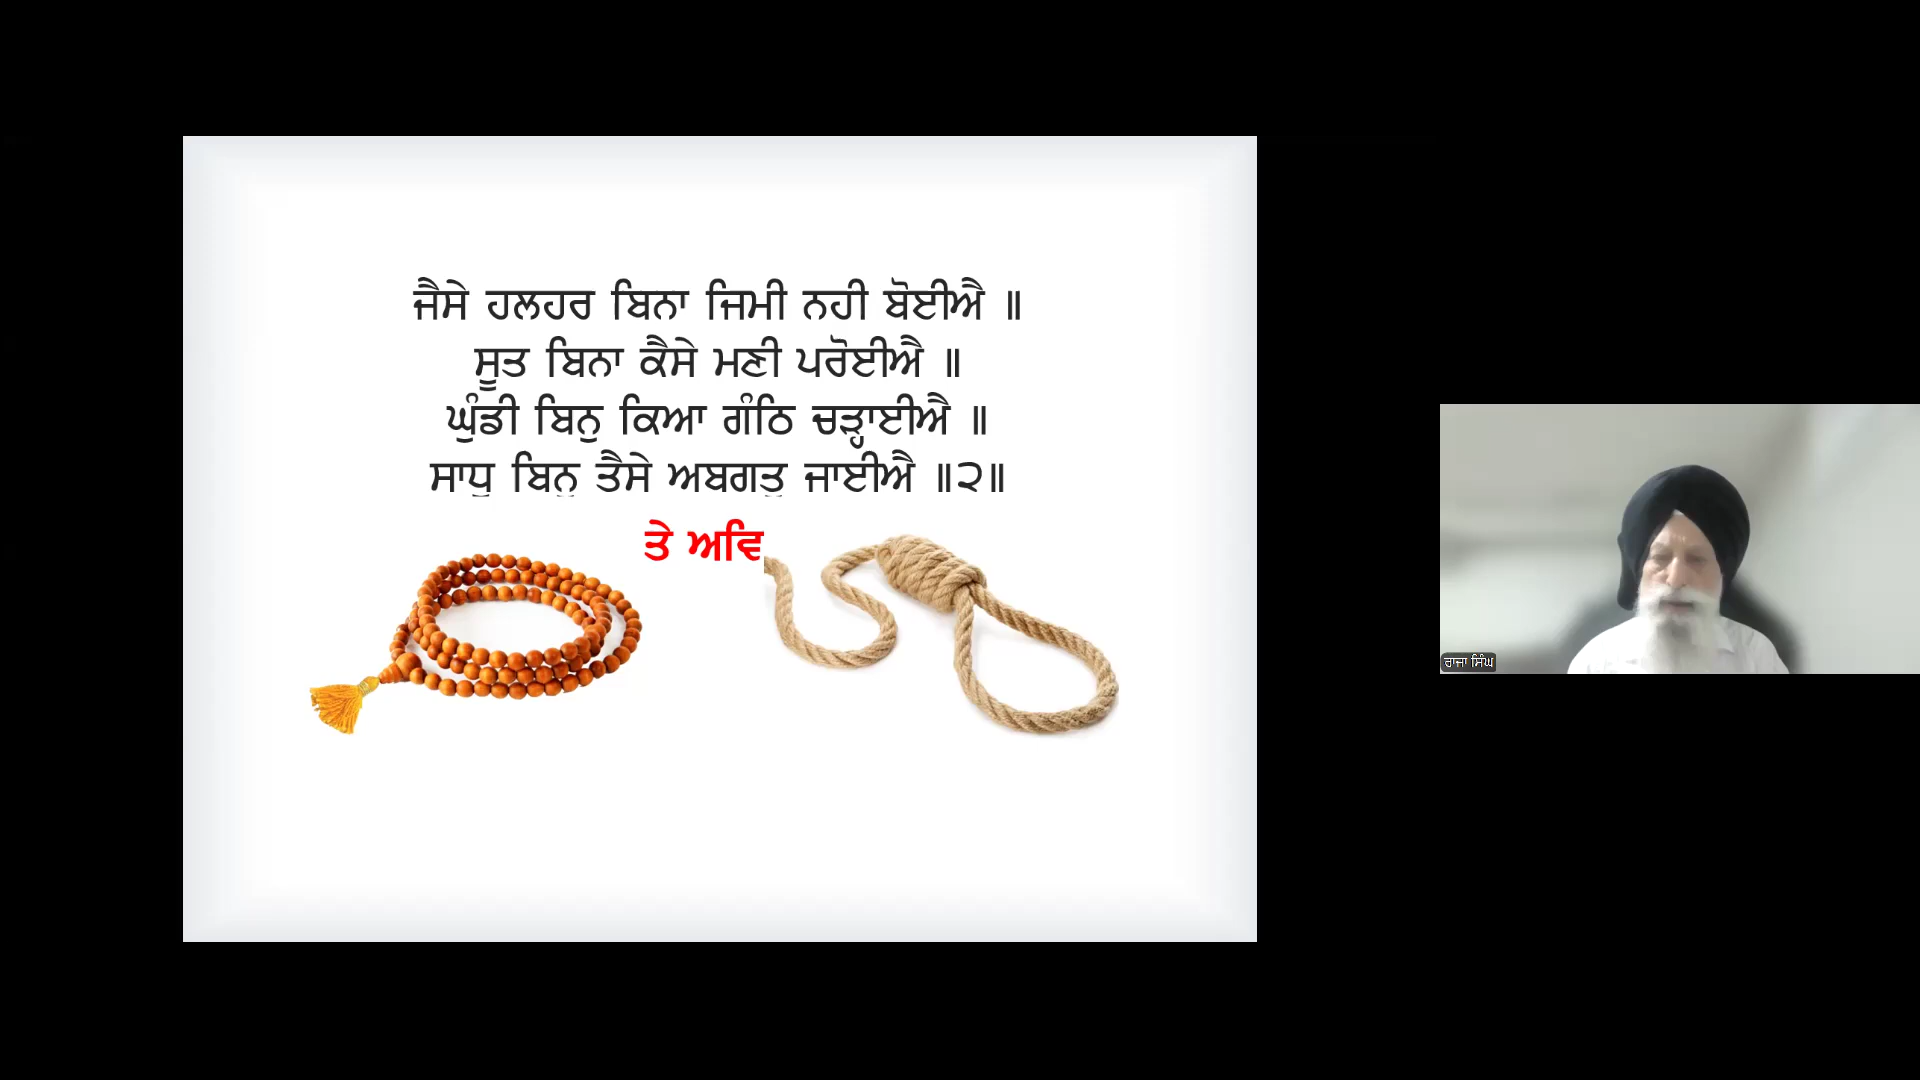 ਜੈਸੇ ਹਲਹਰ ਬਿਨਾ ਜਿਮੀ ਨਹੀ ਬੋਈਐ ॥
ਸੂਤ ਬਿਨਾ ਕੈਸੇ ਮਣੀ ਪਰੋਈਐ ॥
ਘੁੰਡੀ ਬਿਨੁ ਕਿਆ ਗੰਠਿ ਚੜ੍ਹਾਈਐ ॥
ਸਾਧੂ ਬਿਨੁ ਤੈਸੇ ਅਬਗਤੁ ਜਾਈਐ ॥੨॥
ਤੇ ਅਵਿ
ਰਾਜਾ ਸਿੰਘ